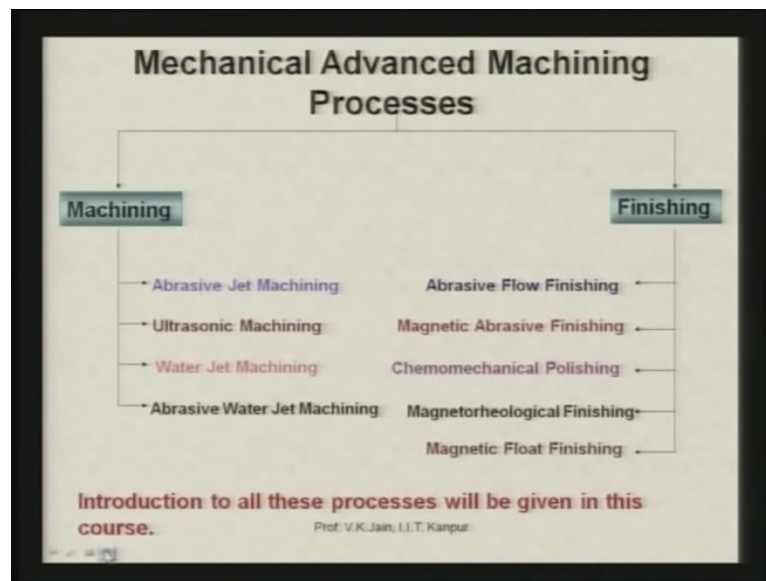 Mechanical Advanced Machining
Processes
Machining
Finishing
Abrasive Jet Machining
Ultrasonic Machining
Water Jet Machining
Abrasive Water Jet Machining
Abrasive Flow Finishing
Magnetic Abrasive Finishing
Chemomechanical Polishing
Magnetorheological Finishing
Magnetic Float Finishing
Introduction to all these processes will be given in this
course.
Prof. V.K.Jain, I.I.T. Kanpur